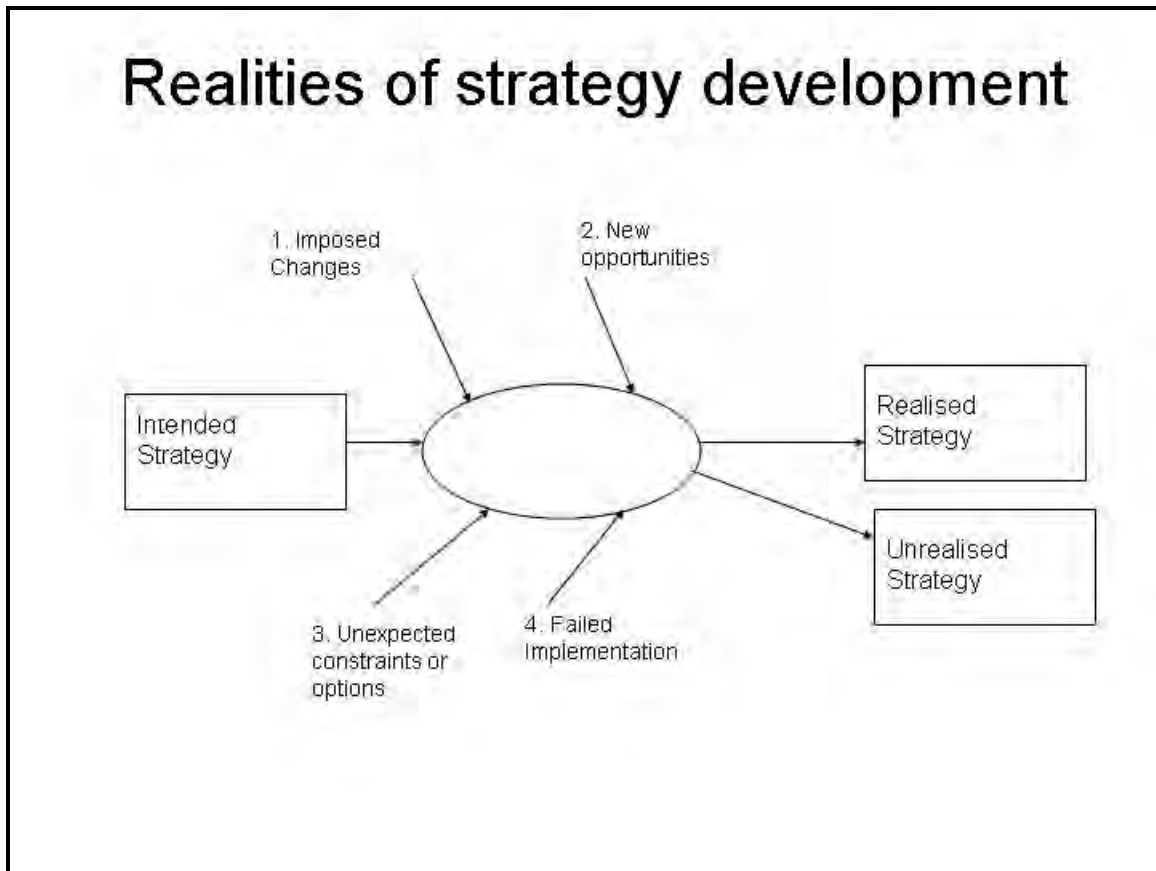 Realities of strategy development
1. Imposed
Changes
2. New
opportunities
Intended
Strategy
Realised
Strategy
Unrealised
Strategy
3. Unexpected
constraints or
options
4. Failed
Implementation